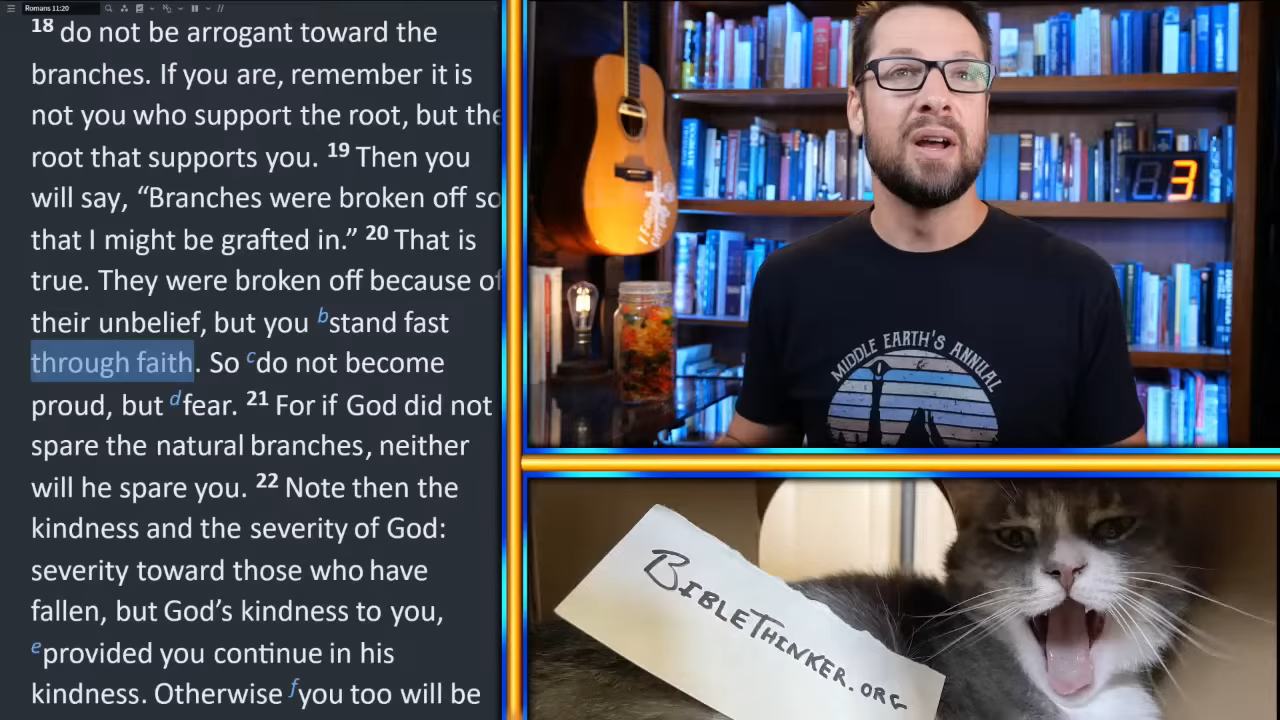 Romans 11:20
18 do not be arrogant toward the
branches. If you are, remember it is
not you who support the root, but the
root that supports you. 19 Then you
will say, “Branches were broken off so
that I might be grafted in.” 20 That is
true. They were broken off because of
their unbelief, but you b stand fast
through faith. So c do not become
proud, but d fear. 21 For if God did not
spare the natural branches, neither
will he spare you. 22 Note then the
kindness and the severity of God:
severity toward those who have
fallen, but God’s kindness to you,
e provided you continue in his
kindness. Otherwise f you too will be
3
MIDDLE EARTH'S ANNUAL
BIBLETHINKER.ORG